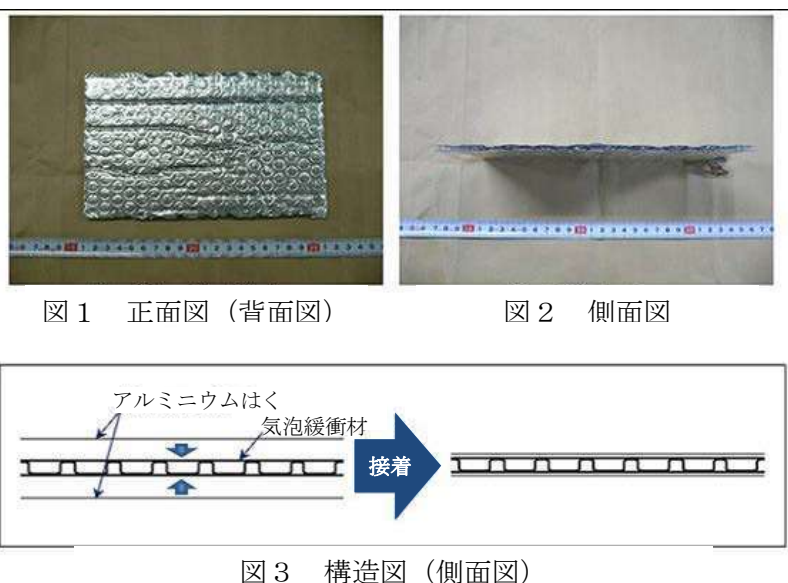 図1 正面図（背面図）
図2 側面図
アルミニウムはく
気泡緩衝材
接着
図3 構造図（側面図）